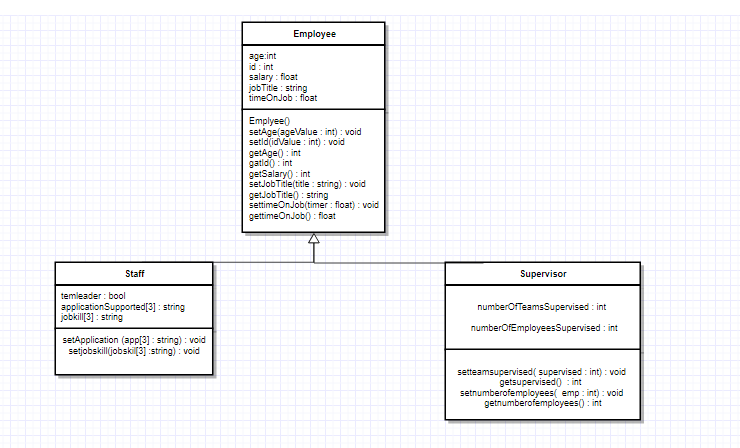 Employee
age:int
id : int
salary : float
jobTitle : string
timeOnJob : float
Emplyee()
setAge(ageValue : int) : void
setId(idValue : int) : void
getAge() : int
gatId() : int
getSalary() : int
setJobTitle(title : string) : void
getJobTitle() : string
settimeOnJob(timer : float) : void
gettimeOnJob() : float
Staff
temleader : bool
applicationSupported[3] : string
jobkill[3] : string
setApplication (app[3] : string) : void
setjobskill(jobskil[3] :string) : void
Supervisor
numberOfTeamsSupervised : int
numberOfEmployeesSupervised : int
setteamsupervised( supervised : int) : void
getsupervised() : int
setnumberofemployees( emp : int) : void
getnumberofemployees() : int